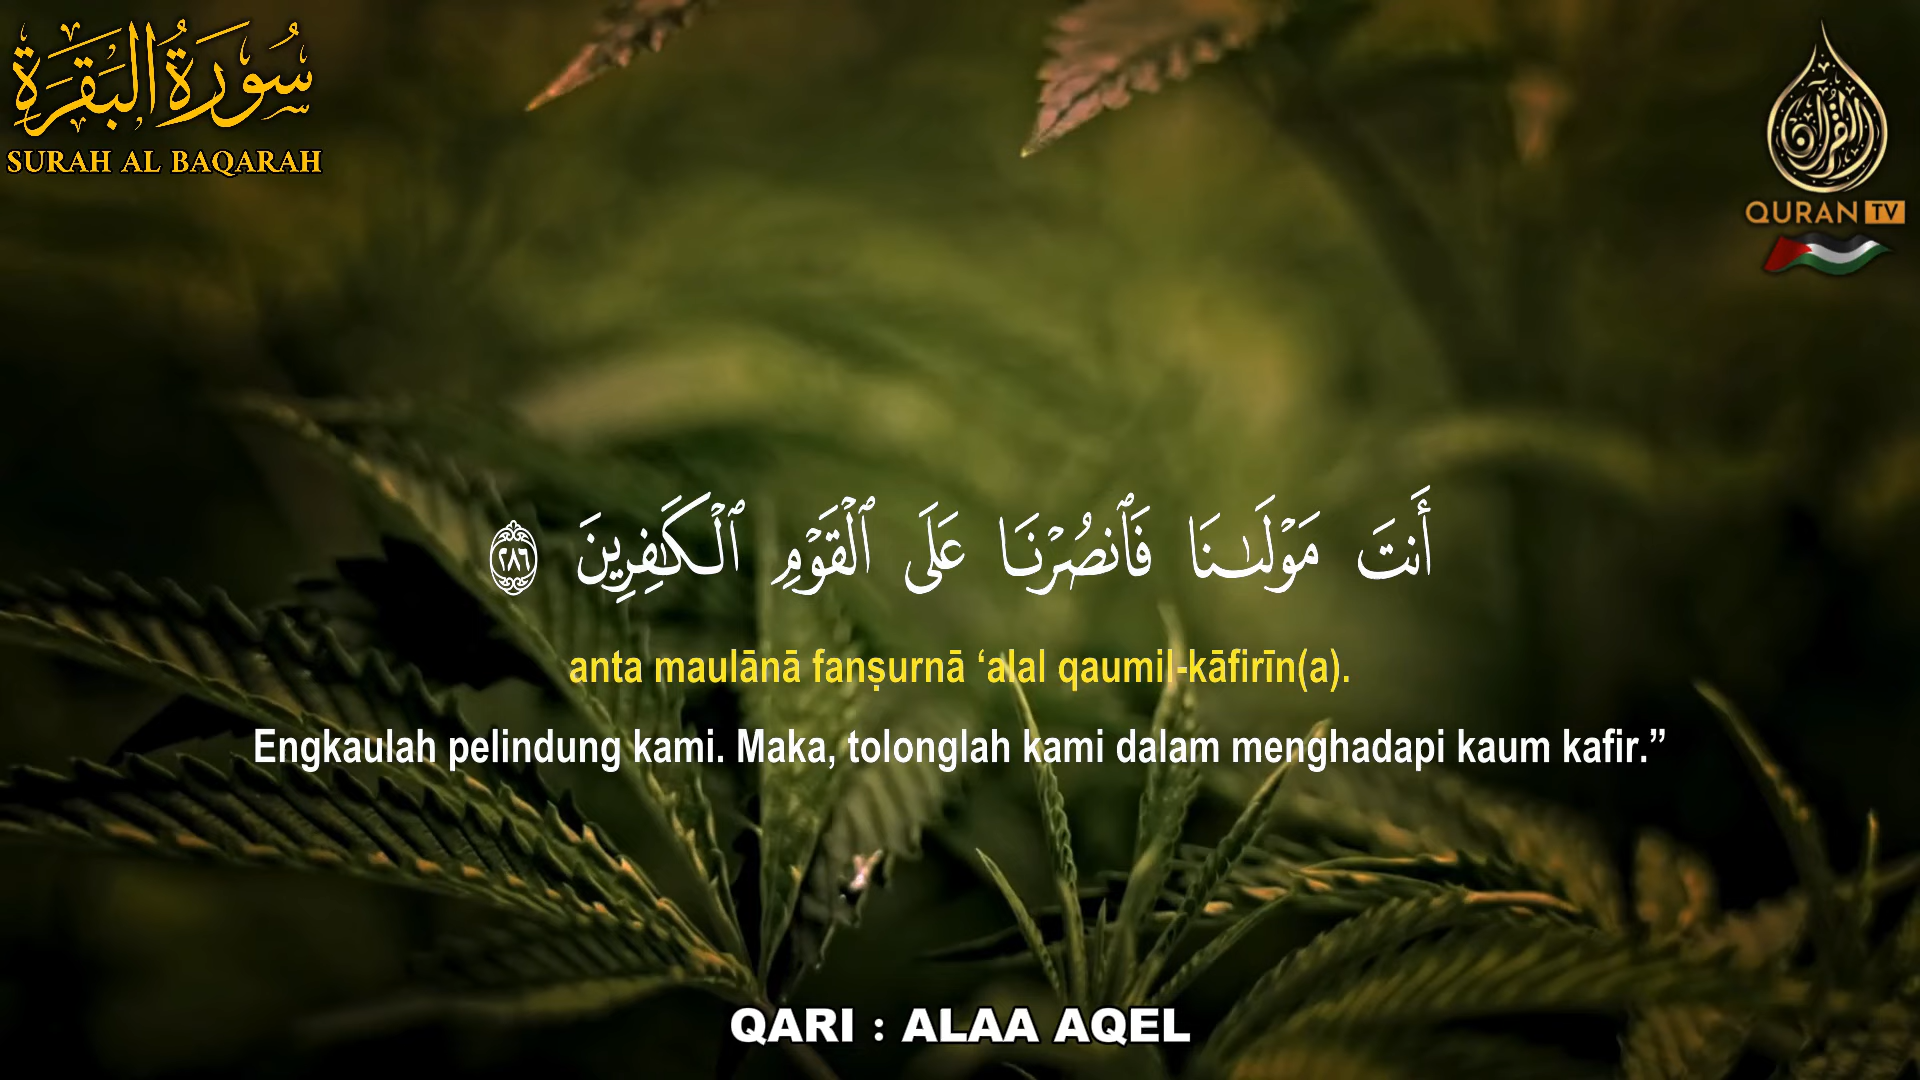 سُورَةُ الْبَقَرَةِ
SURAH AL BAQARAH
القرآن
QURAN TV
أَنتَ مَوْلَىٰنَا فَٱنصُرْنَا عَلَى ٱلْقَوْمِ ٱلْكَـٰفِرِينَ ٢٨٦
anta maulānā fanṣurnā ‘alal qaumil-kāfirīn(a).
Engkaulah pelindung kami. Maka, tolonglah kami dalam menghadapi kaum kafir.”
QARI : ALAA AQEL